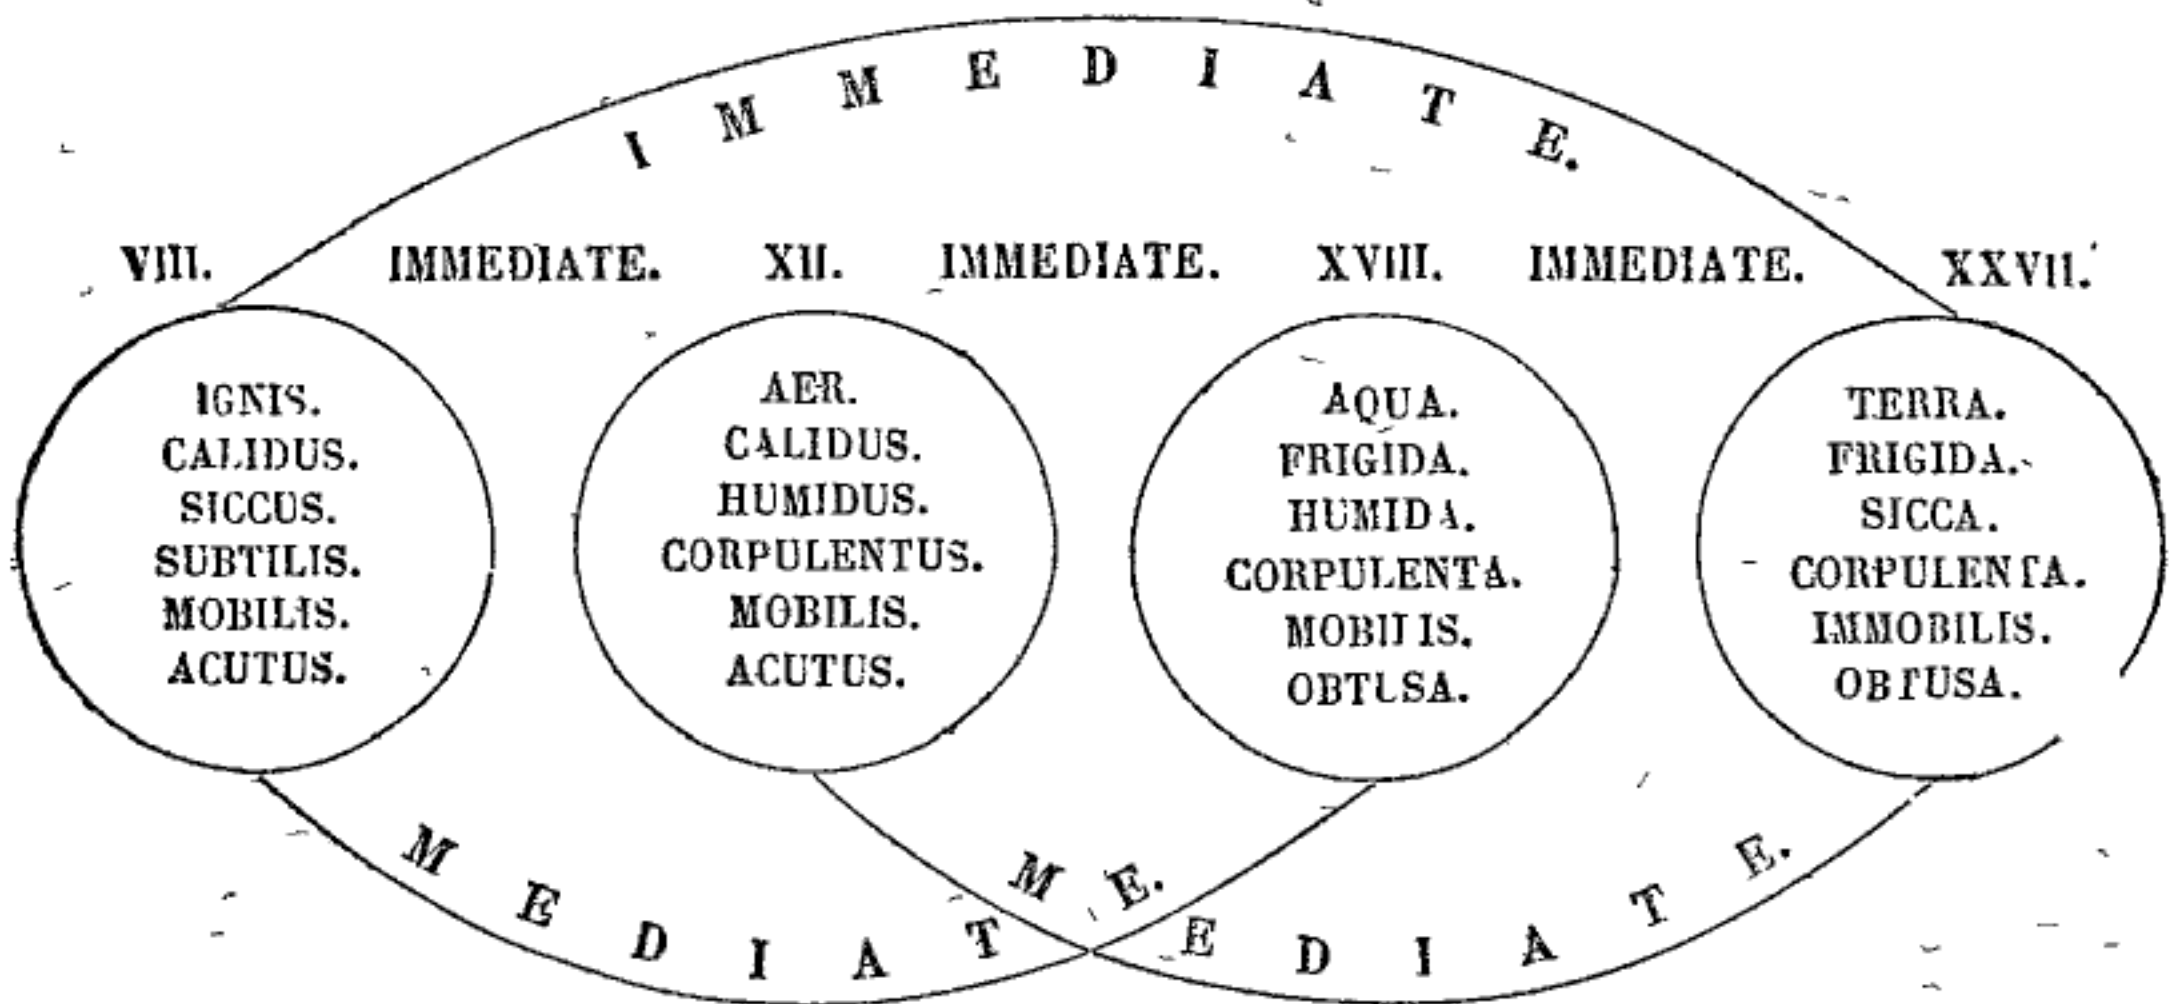 IMMEDIATE.
VIII. IMMEDIATE. XII. IMMEDIATE. XVIII. IMMEDIATE. XXVII.
IGNIS.
CALIDUS.
SICCUS.
SUBTILIS.
MOBILIS.
ACUTUS.
AER.
CALIDUS.
HUMIDUS.
CORPULENTUS.
MOBILIS.
ACUTUS.
AQUA.
FRIGIDA.
HUMIDA.
CORPULENTA.
MOBILIS.
OBTUSA.
TERRA.
FRIGIDA.
SICCA.
CORPULENTA.
IMMOBILIS.
OBTUSA.
MEDIATE.
MEDIATE.